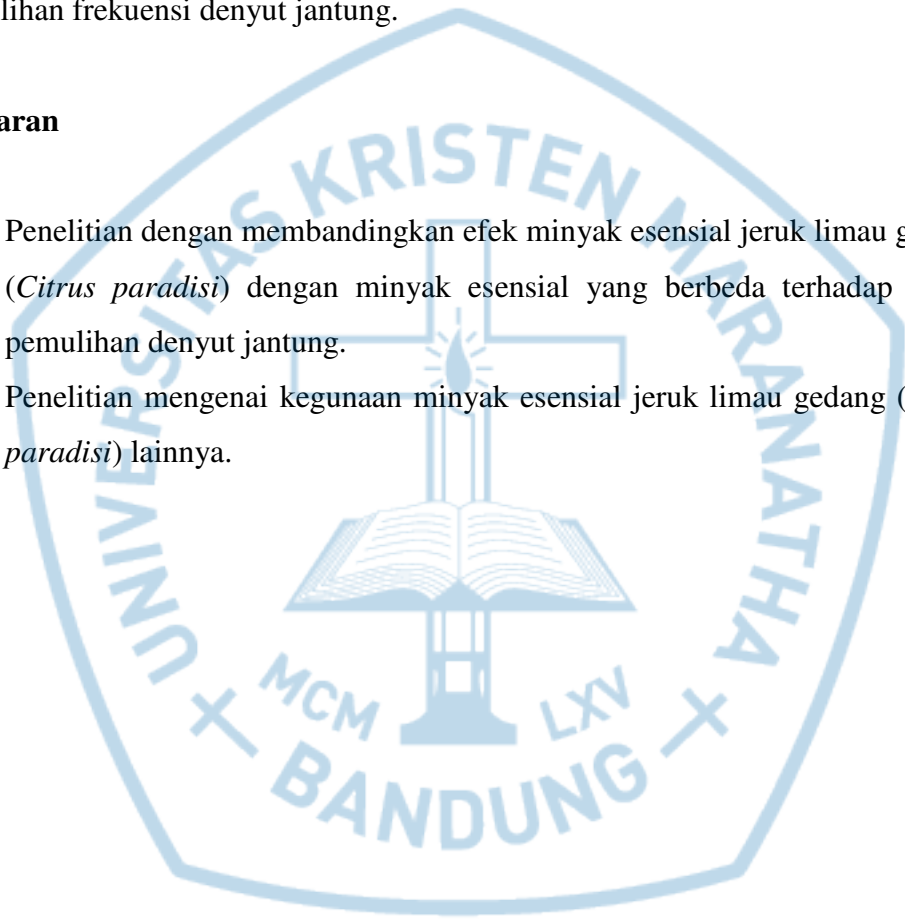 lihan frekuensi denyut jantung.
aran
Penelitian dengan membandingkan efek minyak esensial jeruk limau g
(Citrus paradisi) dengan minyak esensial yang berbeda terhadap
pemulihan denyut jantung.
Penelitian mengenai kegunaan minyak esensial jeruk limau gedang (
paradisi) lainnya.
UNIVERSITAS KRISTEN MARANATHA
MCM LXV
BANDUNG